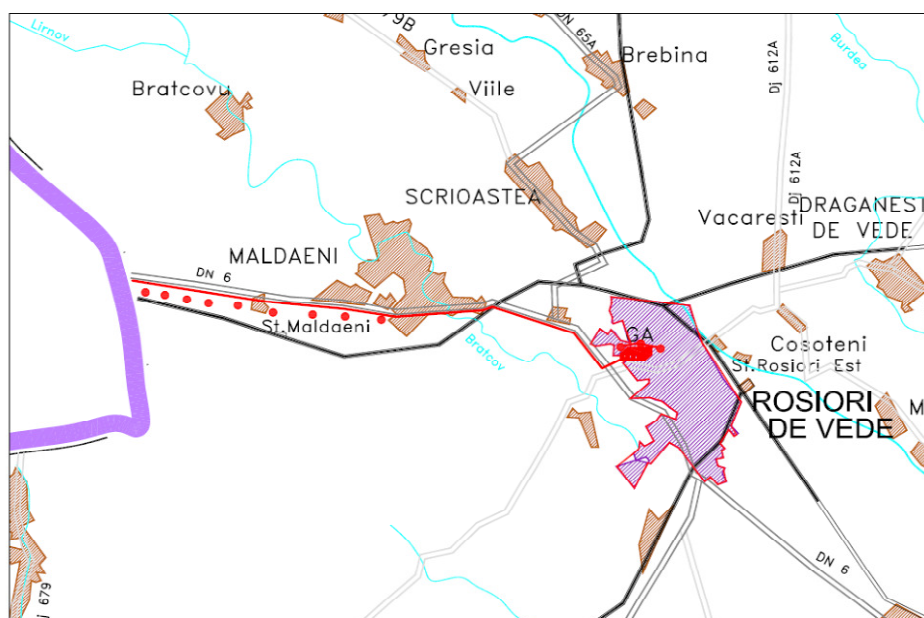 Lirnov
79B
Gresia
DN 65A
Brebina
Burdea
Dj 612A
Bratcovu
Viile
Dj 612A
SCRIOASTEA
Vacaresti
DRAGANEST
DE VEDE
MALDAENI
DN 6
St.Maldaeni
Bratcov
GA
Cosoteni
St.Rosiori Est
ROSIORI
DE VEDE
M
DN 6
j 679